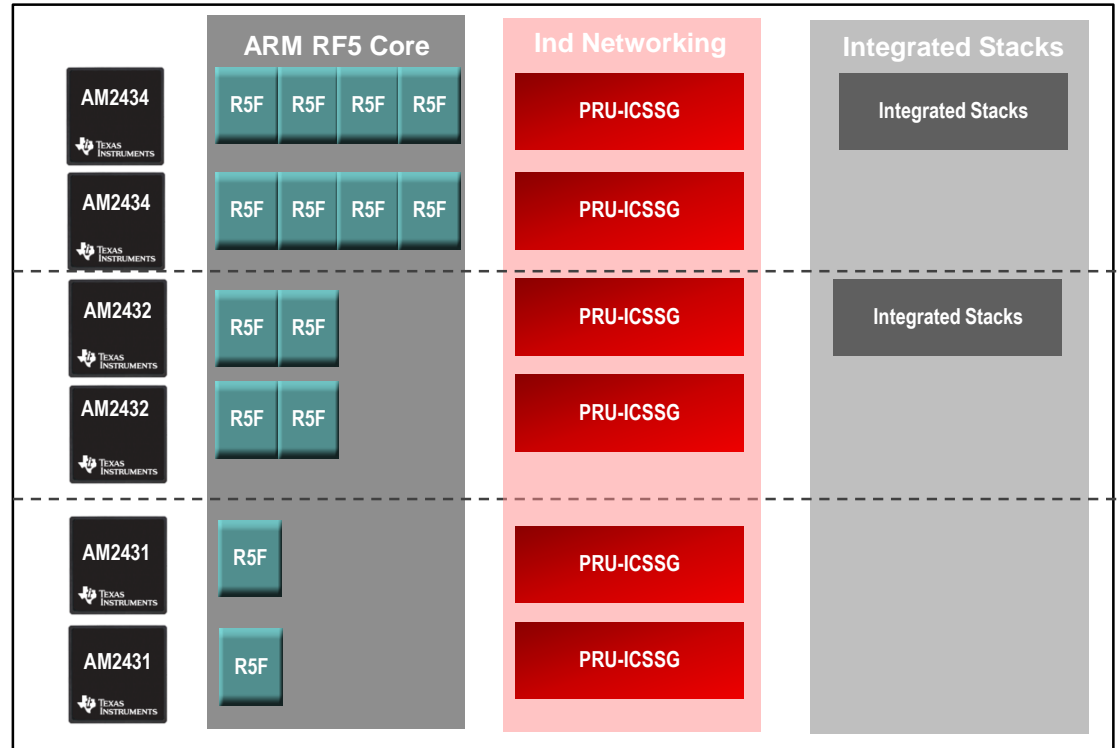 ARM RF5 Core
Ind Networking
Integrated Stacks
AM2434
TEXAS
INSTRUMENTS
R5F R5F R5F R5F
PRU-ICSSG
Integrated Stacks
AM2434
TEXAS
INSTRUMENTS
R5F R5F R5F R5F
PRU-ICSSG
AM2432
TEXAS
INSTRUMENTS
R5F R5F
PRU-ICSSG
Integrated Stacks
AM2432
TEXAS
INSTRUMENTS
R5F R5F
PRU-ICSSG
AM2431
TEXAS
INSTRUMENTS
R5F
PRU-ICSSG
AM2431
TEXAS
INSTRUMENTS
R5F
PRU-ICSSG